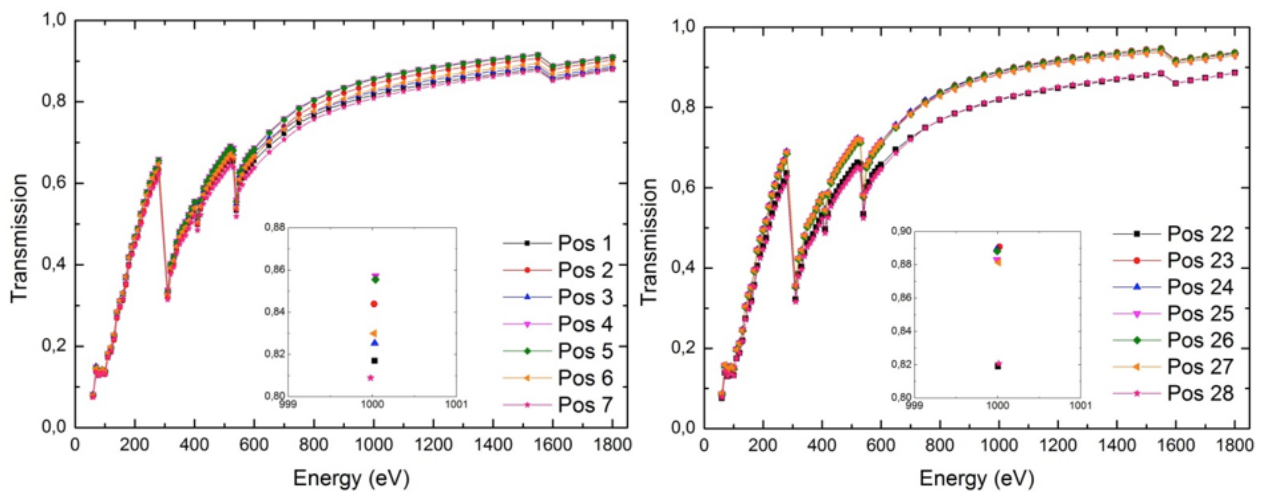 1,0
0,8
0,6
0,4
0,2
0,0
Transmission
0 200 400 600 800 1000 1200 1400 1600 1800
Energy (eV)
0,88
0,86
0,84
0,82
0,80
999 1000 1001
Pos 1
Pos 2
Pos 3
Pos 4
Pos 5
Pos 6
Pos 7
1,0
0,8
0,6
0,4
0,2
0,0
Transmission
0 200 400 600 800 1000 1200 1400 1600 1800
Energy (eV)
0,90
0,88
0,86
0,84
0,82
0,80
999 1000 1001
Pos 22
Pos 23
Pos 24
Pos 25
Pos 26
Pos 27
Pos 28